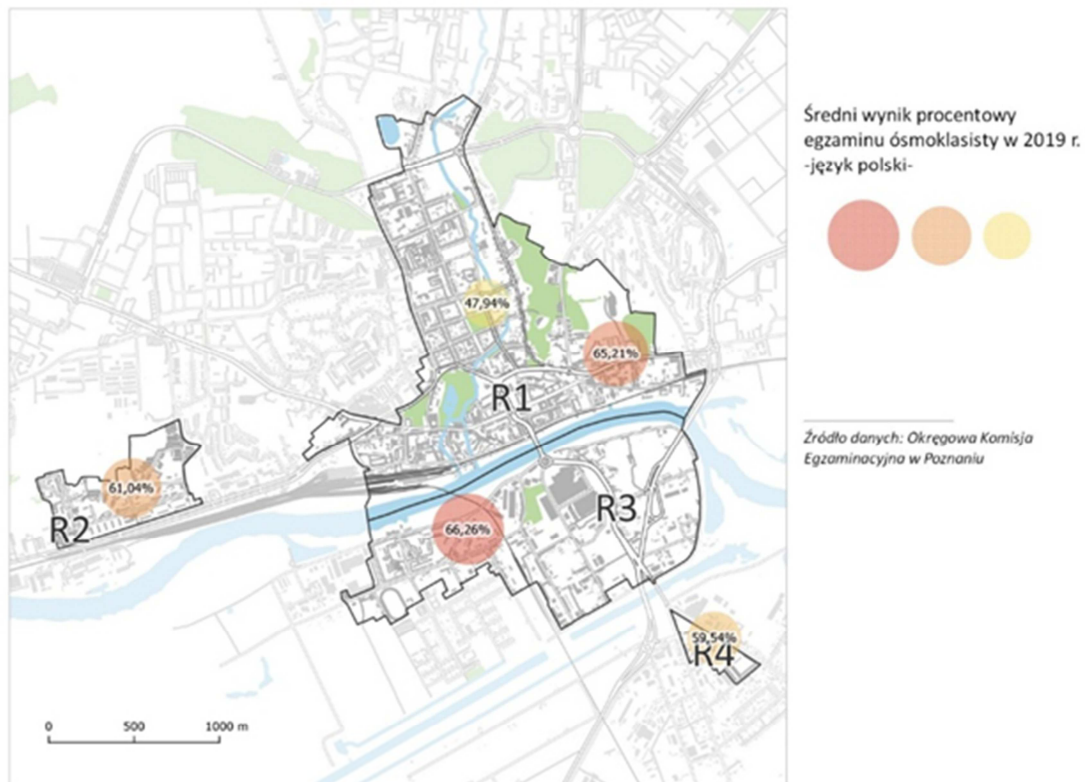 Średni wynik procentowy
egzaminu ósmoklasisty w 2019 r.
-język polski-
47,94%
65,21%
R1
61,04%
R2
66,26%
R3
59,54%
R4
Źródło danych: Okręgowa Komisja
Egzaminacyjna w Poznaniu
0 500 1000 m